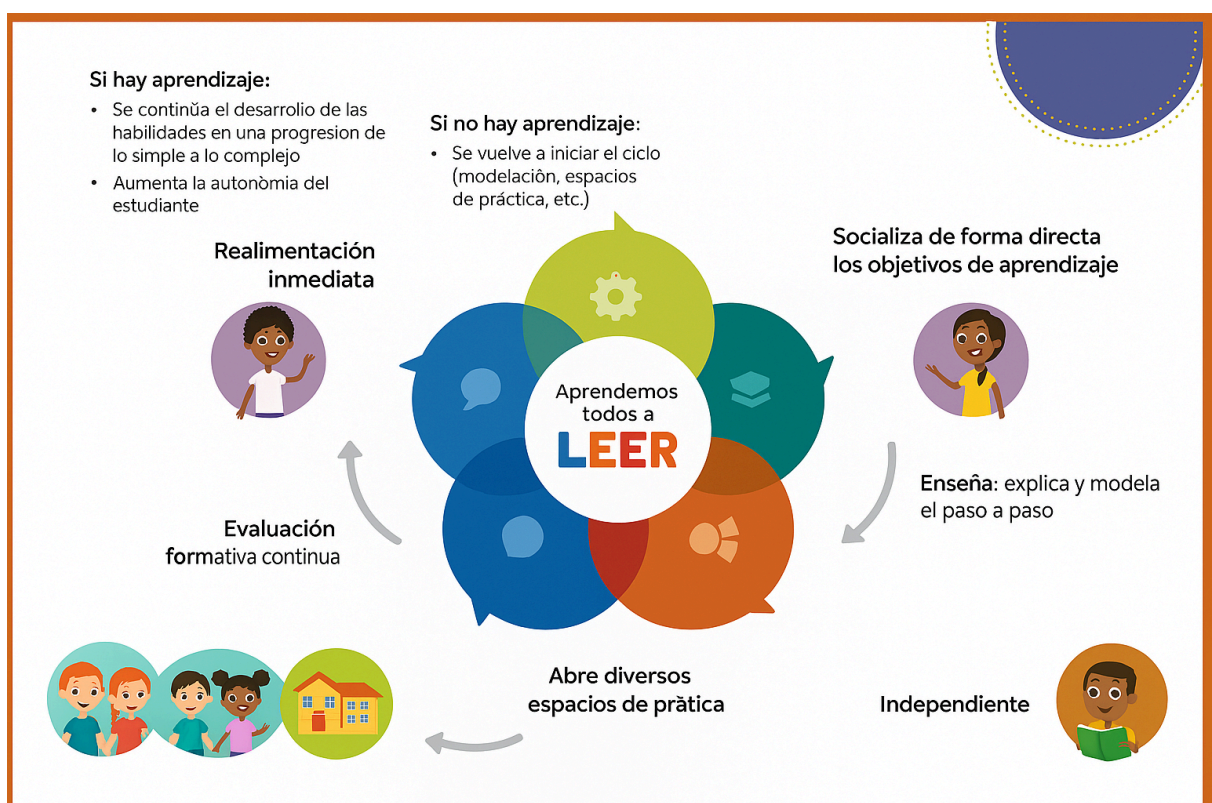 Si hay aprendizaje:
• Se continŭa el desarrolio de las
habilidades en una progresion de
lo simple a lo complejo
• Aumenta la autonòmia del
estudiante
Si no hay aprendizaje:
• Se vuelve a iniciar el ciclo
(modelaciôn, espacios
de práctica, etc.)
Realimentación
inmediata
Socializa de forma directa
los objetivos de aprendizaje
Aprendemos
todos a
LEER
Enseña: explica y modela
el paso a paso
Evaluación
formativa continua
Abre diversos
espacios de pràtica
Independiente